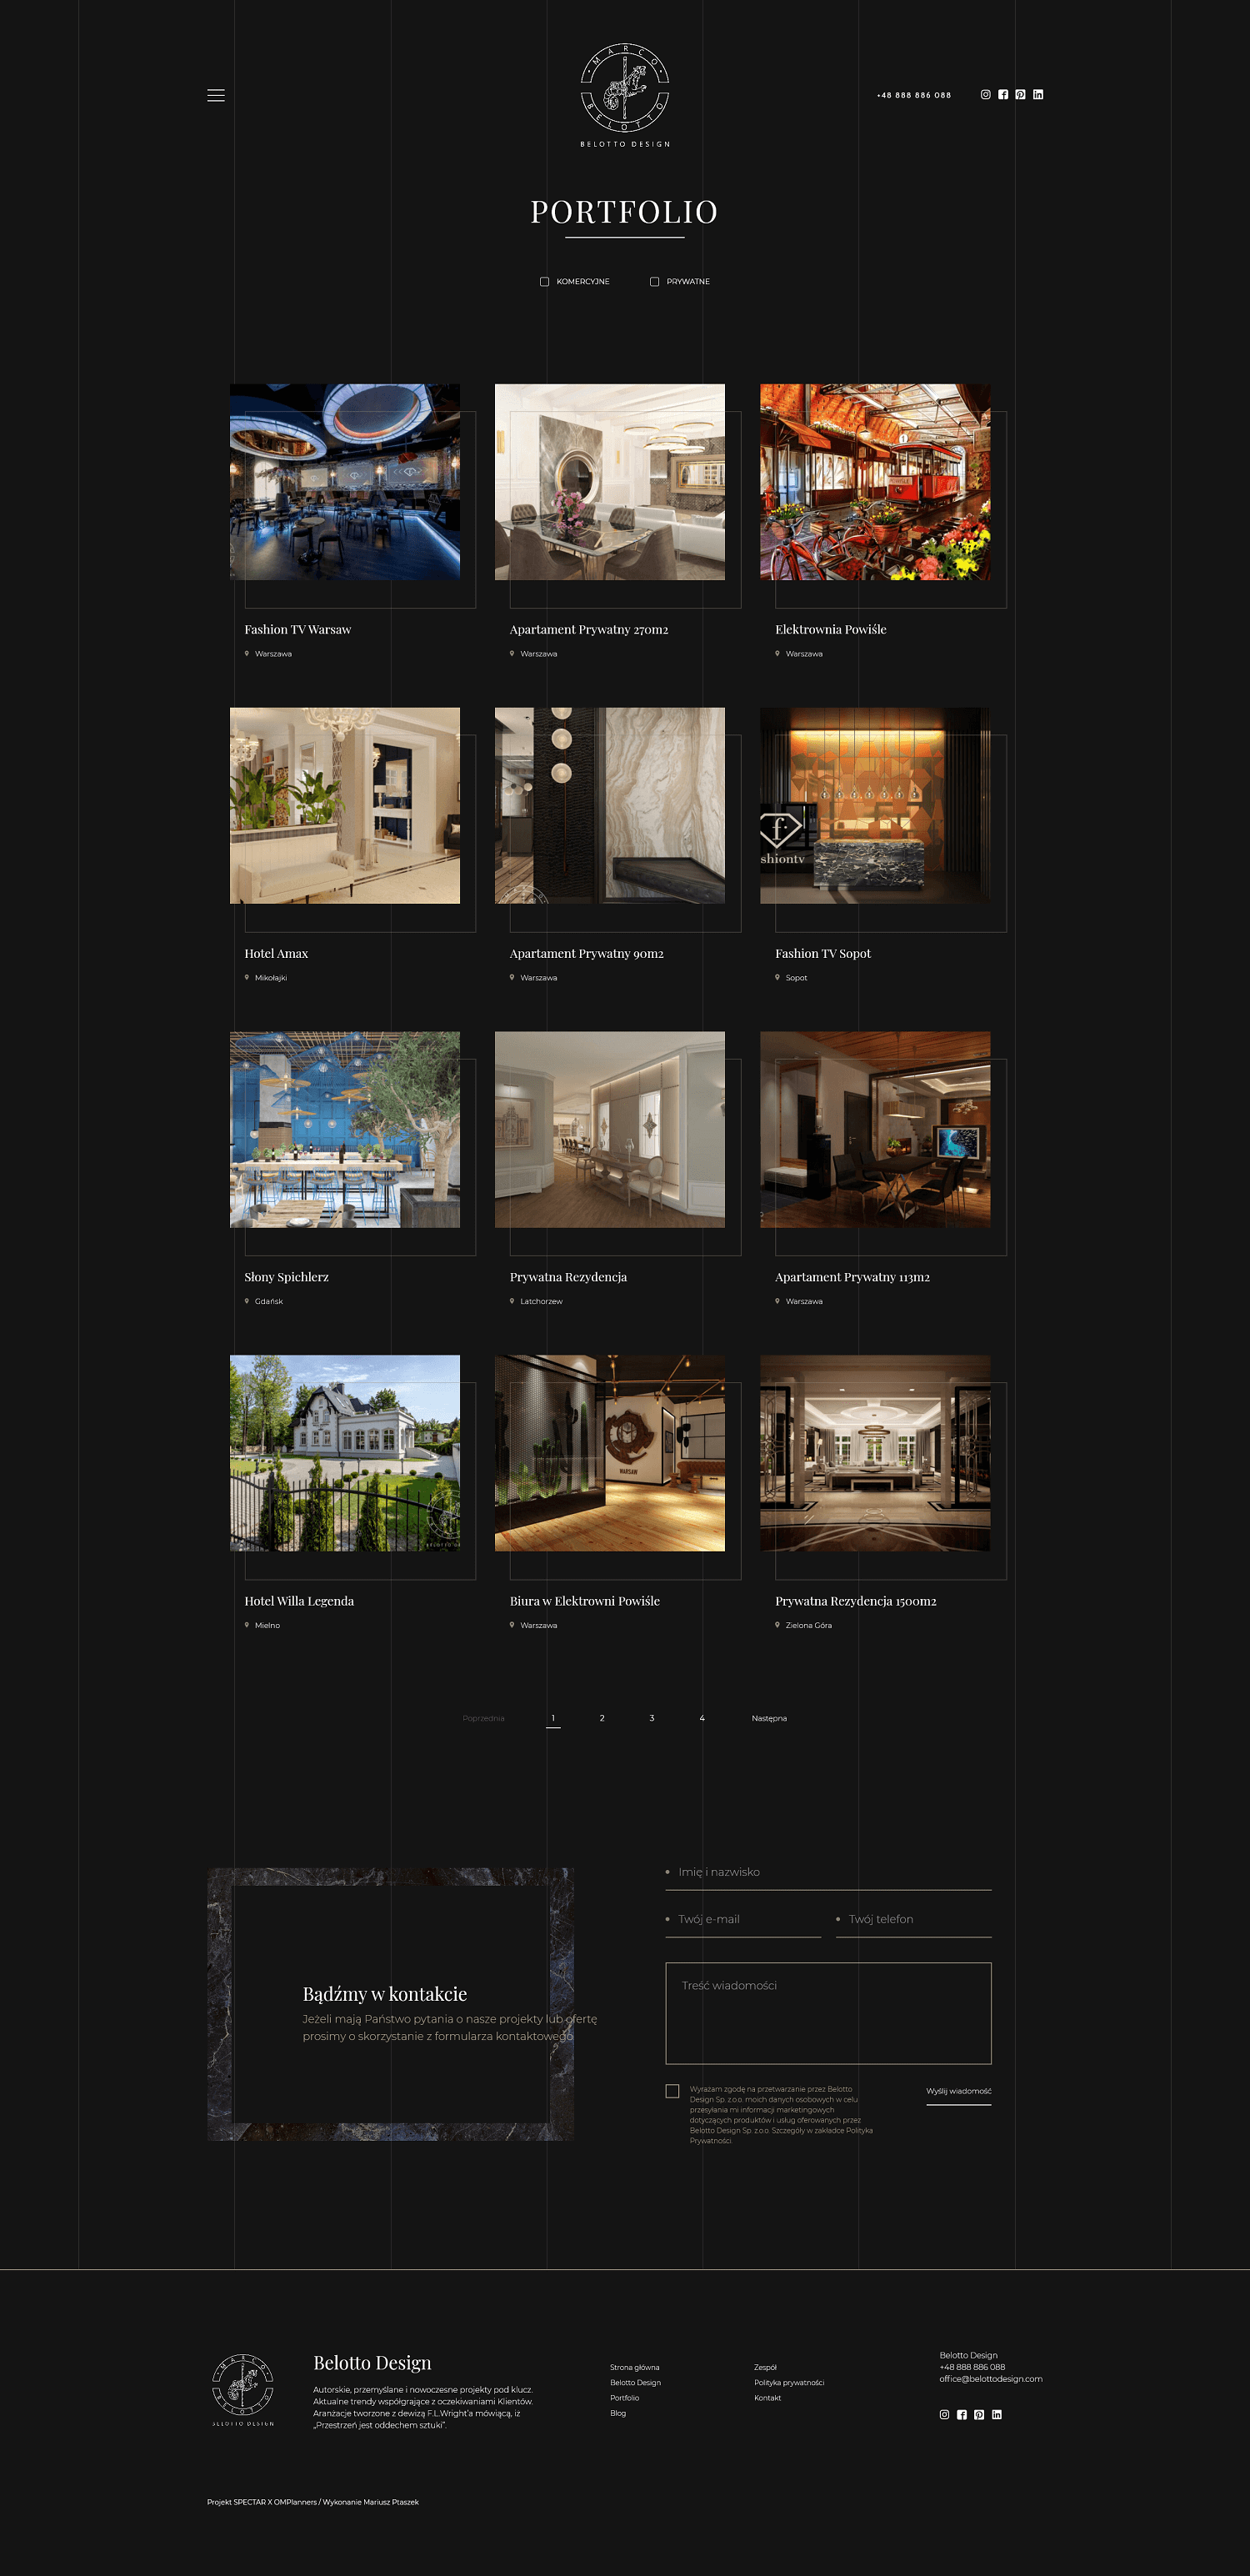 MARCO
BELOTTO
BELOTTO DESIGN
+48 888 886 088
PORTFOLIO
KOMERCYJNE
PRYWATNE
Fashion TV Warsaw
Warszawa
Apartament Prywatny 270m2
Warszawa
Elektrownia Powiśle
Warszawa
shiontv
Hotel Amax
Mikołajki
Apartament Prywatny 90m2
Warszawa
Fashion TV Sopot
Sopot
Słony Spichlerz
Gdańsk
Prywatna Rezydencja
Latchorzew
Apartament Prywatny 113m2
Warszawa
WARSAW
Hotel Willa Legenda
Mielno
Biura w Elektrowni Powiśle
Warszawa
Prywatna Rezydencja 1500m2
Zielona Góra
Poprzednia 1 2 3 4 Następna
Bądźmy w kontakcie
Jeżeli mają Państwo pytania o nasze projekty lub ofertę
prosimy o skorzystanie z formularza kontaktowego
Imię i nazwisko
Twój e-mail
Twój telefon
Treść wiadomości
Wyrażam zgodę na przetwarzanie przez Belotto
Design Sp. z.o.o. moich danych osobowych w celu
przesyłania mi informacji marketingowych
dotyczących produktów i usług oferowanych przez
Belotto Design Sp. z.o.o. Szczegóły w zakładce Polityka
Prywatności.
Wyślij wiadomość
MARCO
BELOTTO
BELOTTO DESIGN
Belotto Design
Autorskie, przemyślane i nowoczesne projekty pod klucz.
Aktualne trendy współgrające z oczekiwaniami Klientów.
Aranżacje tworzone z dewizą F.L.Wright'a mówiącą, iż
„Przestrzeń jest oddechem sztuki”.
Strona główna
Belotto Design
Portfolio
Blog
Zespół
Polityka prywatności
Kontakt
Belotto Design
+48 888 886 088
office@belottodesign.com
Projekt SPECTAR X OMPlanners / Wykonanie Mariusz Ptaszek